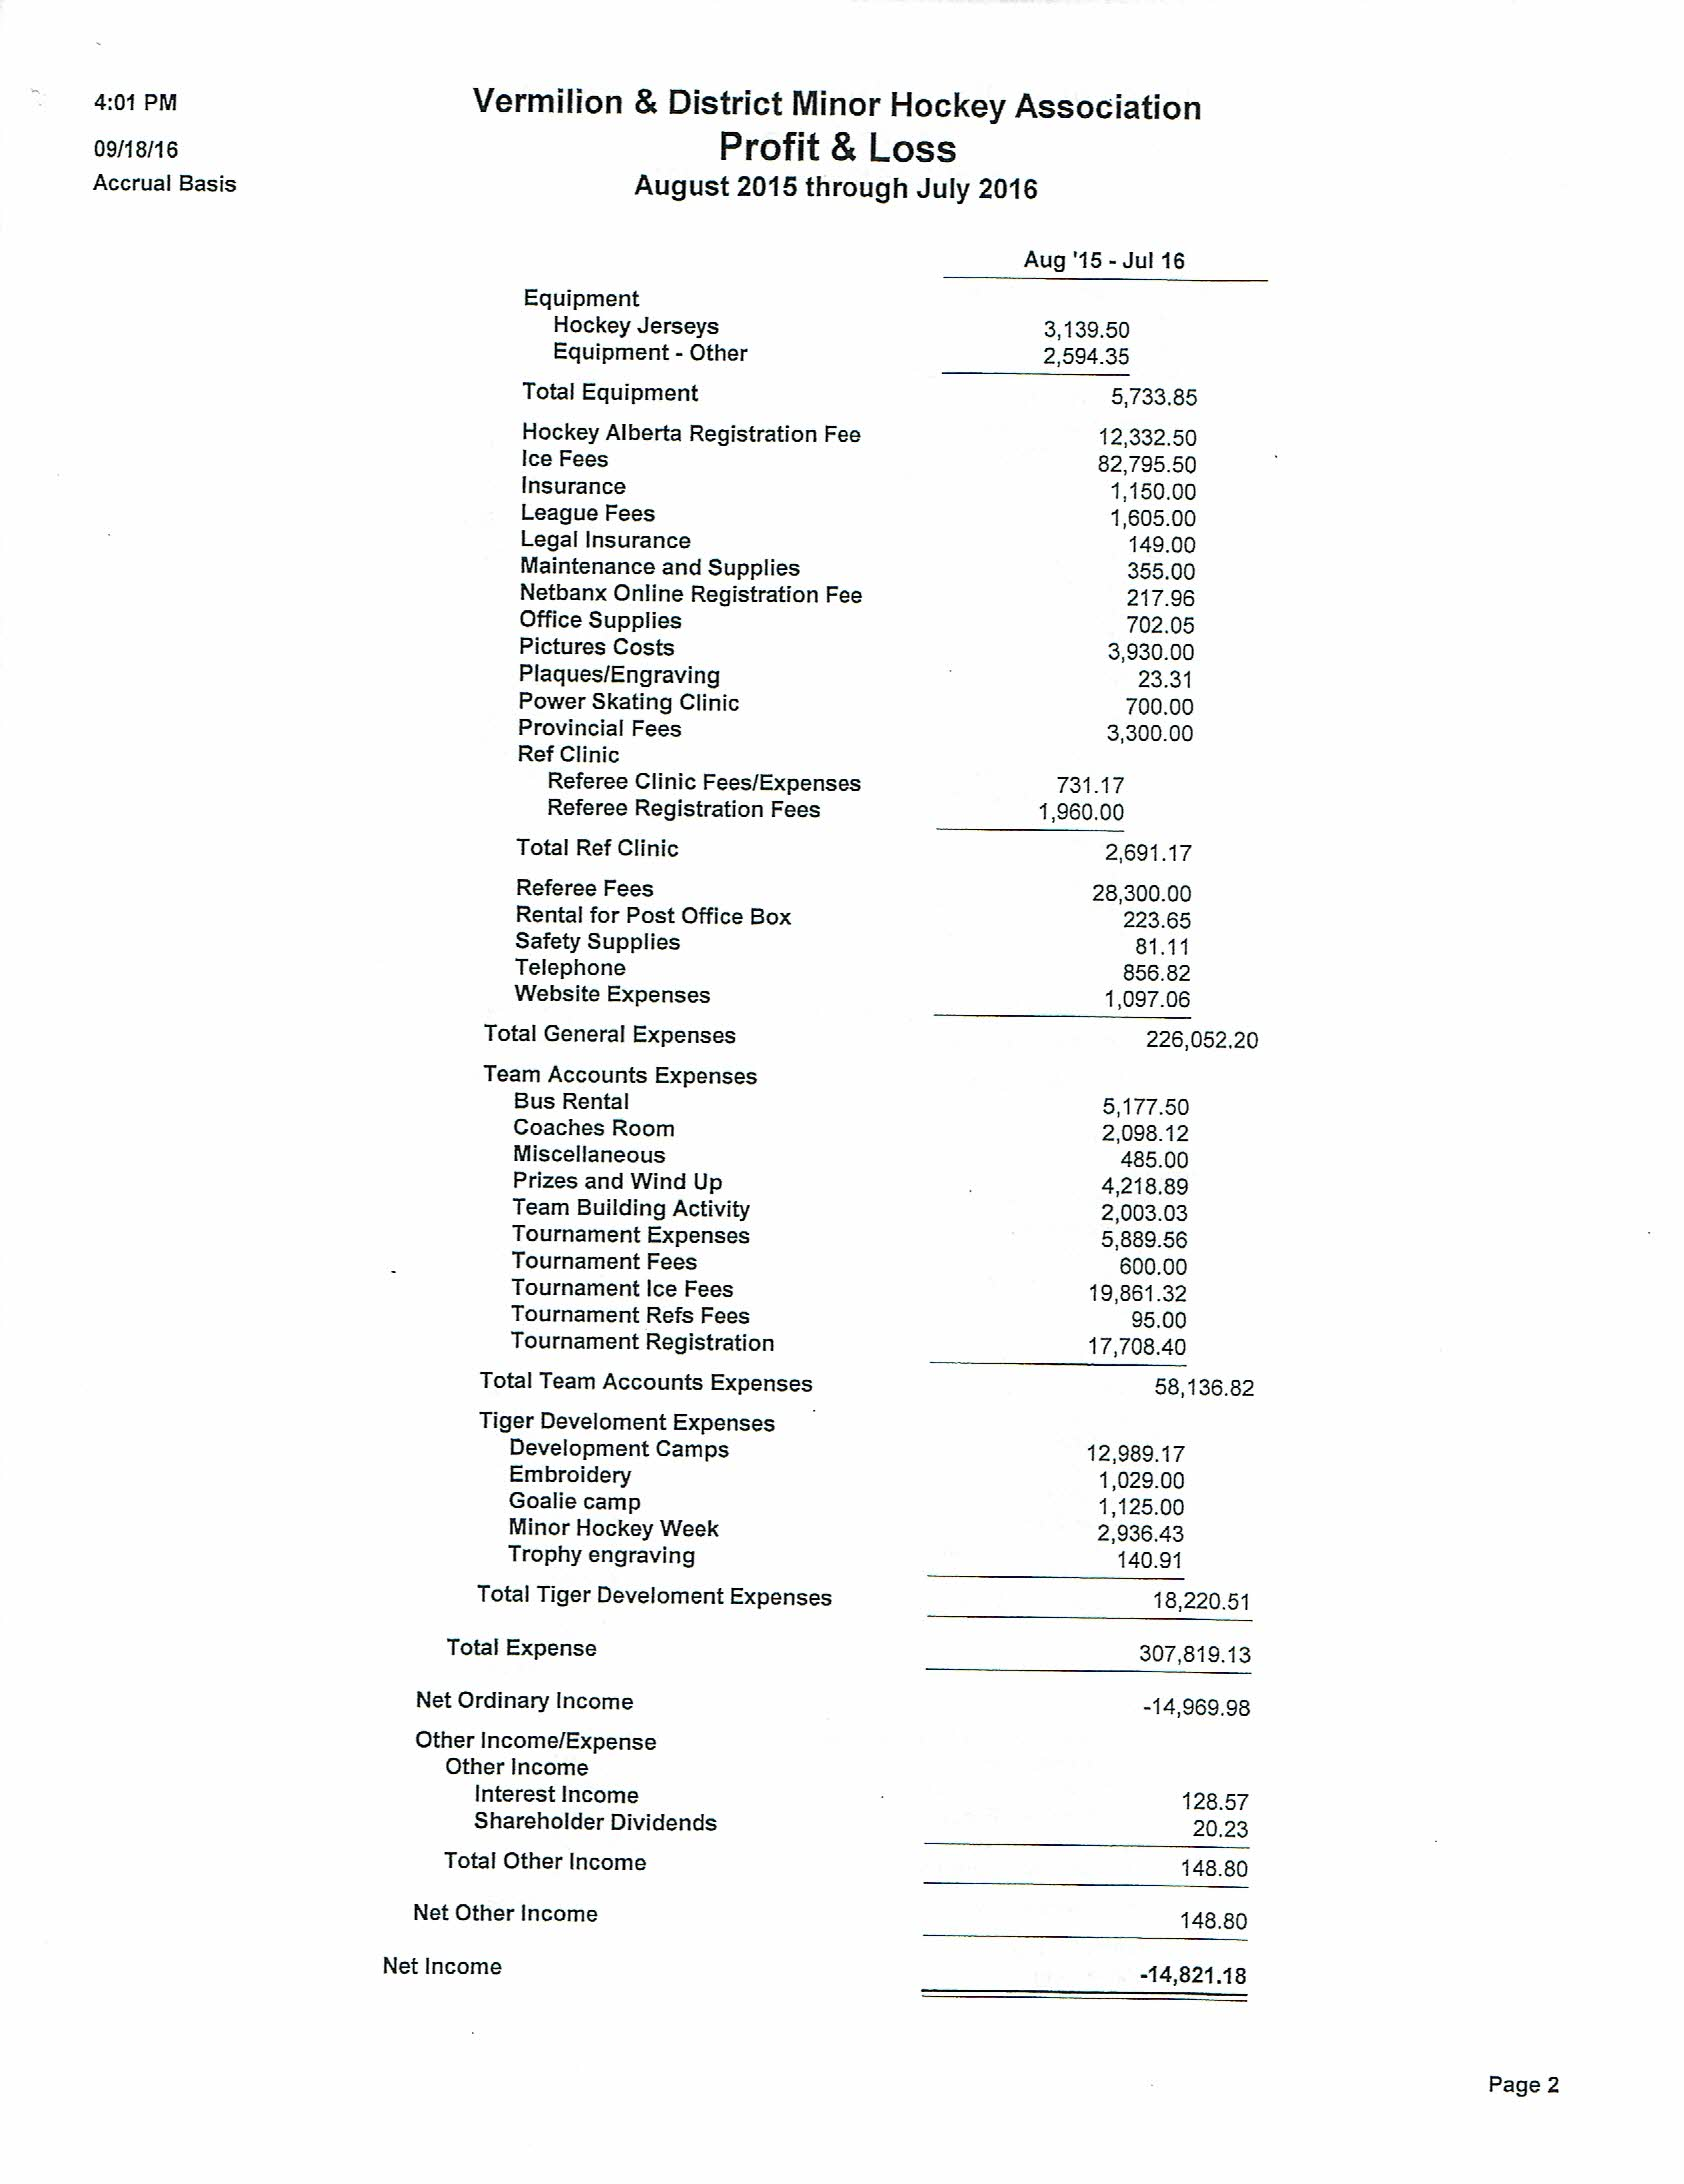 4:01 PM
Vermilion & District Minor Hockey Association
09/18/16
Profit & Loss
Accrual Basis
August 2015 through July 2016
Aug '15 - Jul 16
Equipment
Hockey Jerseys 3,139.50
Equipment - Other 2,594.35
Total Equipment 5,733.85
Hockey Alberta Registration Fee 12,332.50
Ice Fees 82,795.50
Insurance 1,150.00
League Fees 1,605.00
Legal Insurance 149.00
Maintenance and Supplies 355.00
Netbanx Online Registration Fee 217.96
Office Supplies 702.05
Pictures Costs 3,930.00
Plaques/Engraving 23.31
Power Skating Clinic 700.00
Provincial Fees 3,300.00
Ref Clinic
Referee Clinic Fees/Expenses 731.17
Referee Registration Fees 1,960.00
Total Ref Clinic 2,691.17
Referee Fees 28,300.00
Rental for Post Office Box 223.65
Safety Supplies 81.11
Telephone 856.82
Website Expenses 1,097.06
Total General Expenses 226,052.20
Team Accounts Expenses
Bus Rental 5,177.50
Coaches Room 2,098.12
Miscellaneous 485.00
Prizes and Wind Up 4,218.89
Team Building Activity 2,003.03
Tournament Expenses 5,889.56
Tournament Fees 600.00
Tournament Ice Fees 19,861.32
Tournament Refs Fees 95.00
Tournament Registration 17,708.40
Total Team Accounts Expenses 58,136.82
Tiger Develoment Expenses
Development Camps 12,989.17
Embroidery 1,029.00
Goalie camp 1,125.00
Minor Hockey Week 2,936.43
Trophy engraving 140.91
Total Tiger Develoment Expenses 18,220.51
Total Expense 307,819.13
Net Ordinary Income -14,969.98
Other Income/Expense
Other Income
Interest Income 128.57
Shareholder Dividends 20.23
Total Other Income 148.80
Net Other Income 148.80
Net Income -14,821.18
Page 2